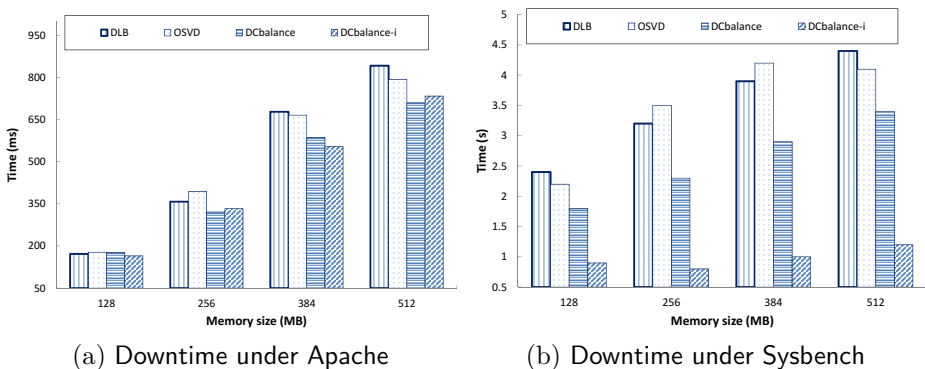 DLB OSVD DCbalance DCbalance-i
950
800
650
500
350
200
50
Time (ms)
128 256 384 512
Memory size (MB)
(a) Downtime under Apache
DLB OSVD DCbalance DCbalance-i
5
4.5
4
3.5
3
2.5
2
1.5
1
0.5
Time (s)
128 256 384 512
Memory size (MB)
(b) Downtime under Sysbench